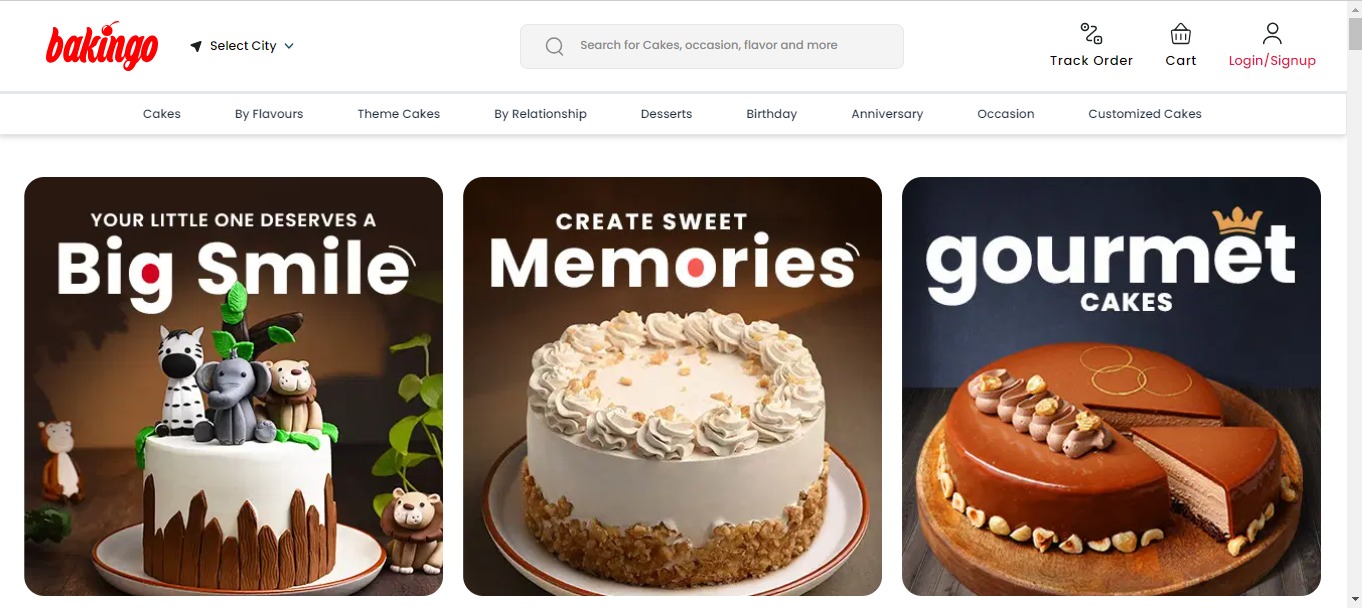 bakingo
Select City
Search for Cakes, occasion, flavor and more
Track Order
Cart
Login/Signup
Cakes
By Flavours
Theme Cakes
By Relationship
Desserts
Birthday
Anniversary
Occasion
Customized Cakes
YOUR LITTLE ONE DESERVES A
Big Smile
CREATE SWEET
Memories
gourmet
CAKES